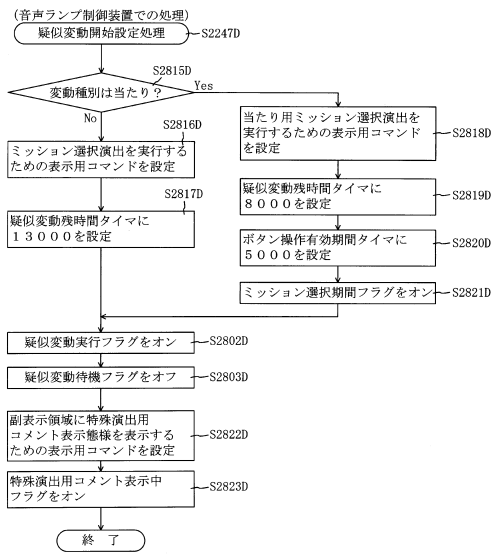 (音声ランプ制御装置での処理)
疑似変動開始設定処理
S2247D
S2815D
変動種別は当たり?
Yes
No
S2816D
ミッション選択演出を実行する
ための表示用コマンドを設定
S2817D
疑似変動残時間タイマに
13000を設定
当たり用ミッション選択演出を
実行するための表示用コマンド
を設定
S2818D
疑似変動残時間タイマに
8000を設定
S2819D
ボタン操作有効期間タイマに
5000を設定
S2820D
ミッション選択期間フラグをオン
S2821D
疑似変動実行フラグをオン
S2802D
疑似変動待機フラグをオフ
S2803D
副表示領域に特殊演出用
コメント表示態様を表示する
ための表示用コマンドを設定
S2822D
特殊演出用コメント表示中
フラグをオン
S2823D
終 了